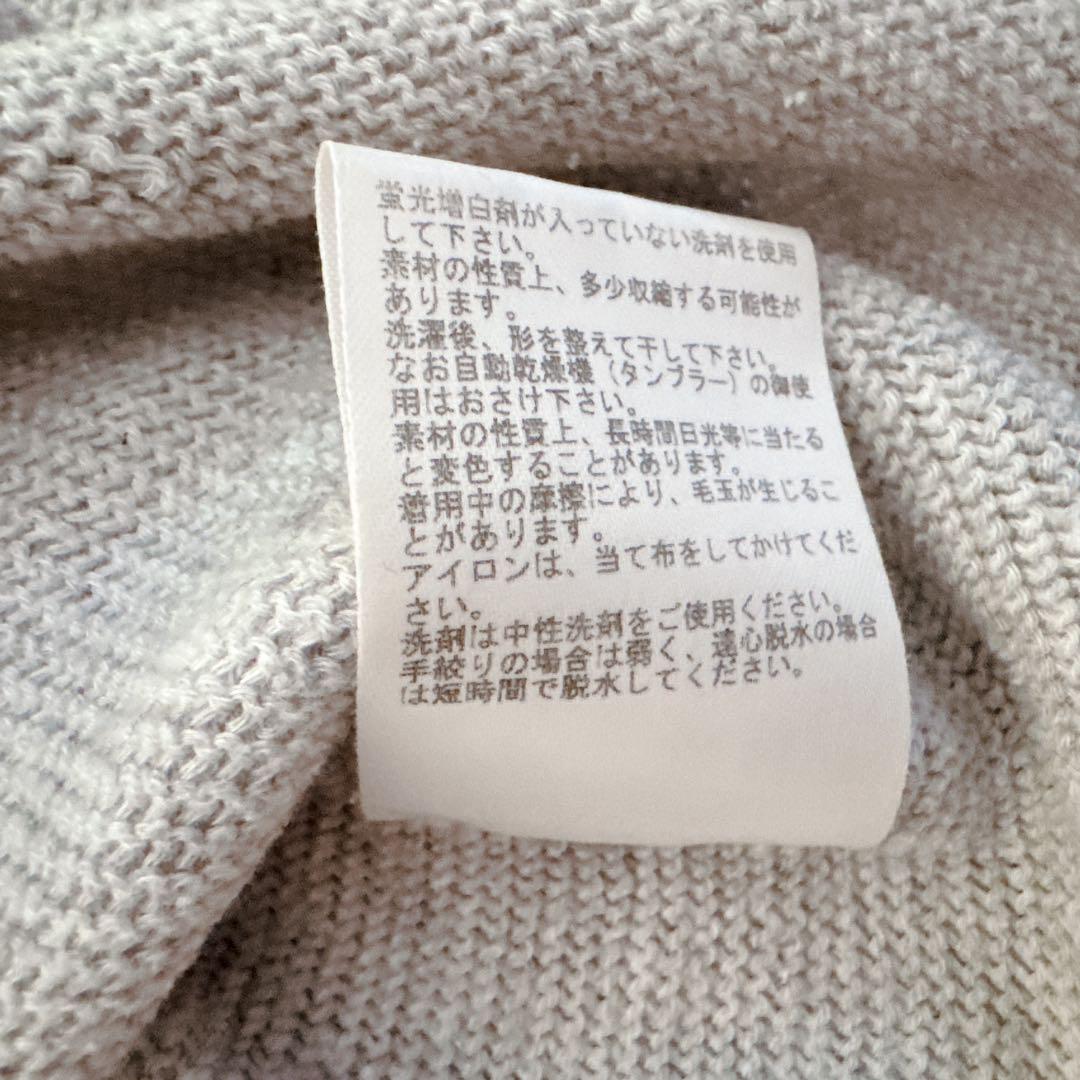 蛍光増白剤が入っていない洗剤を使用
して下さい。
素材の性質上、多少収縮する可能性が
あります。
洗濯後、形を整えて干して下さい。
なお自動乾燥機（タンブラー）の御使
用はおさけ下さい。
素材の性質上、長時間日光等に当たる
と変色することがあります。
着用中の摩擦により、毛玉が生じるこ
とがあります。
アイロンは、当て布をしてかけてくだ
さい。
洗剤は中性洗剤をご使用ください。
手絞りの場合は弱く、遠心脱水の場合
は短時間で脱水してください。